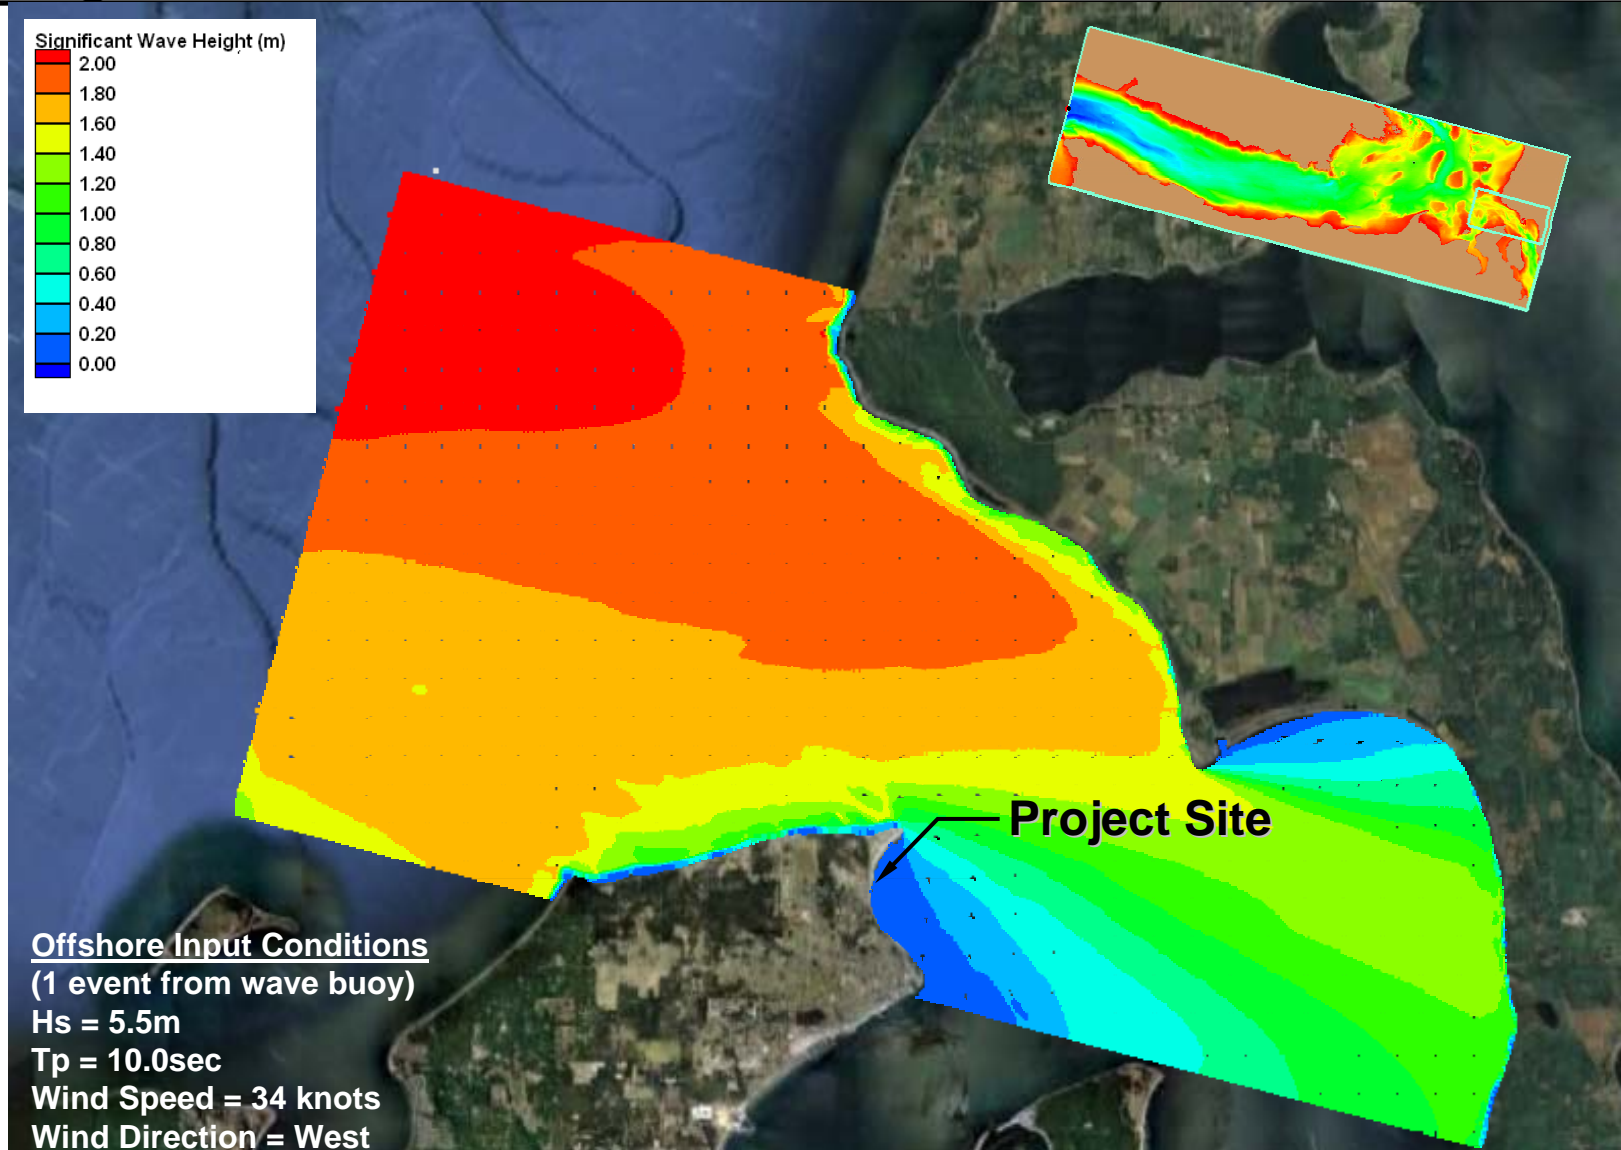 Significant Wave Height (m)
2.00
1.80
1.60
1.40
1.20
1.00
0.80
0.60
0.40
0.20
0.00
Project Site
Offshore Input Conditions
(1 event from wave buoy)
Hs = 5.5m
Tp = 10.0sec
Wind Speed = 34 knots
Wind Direction = West